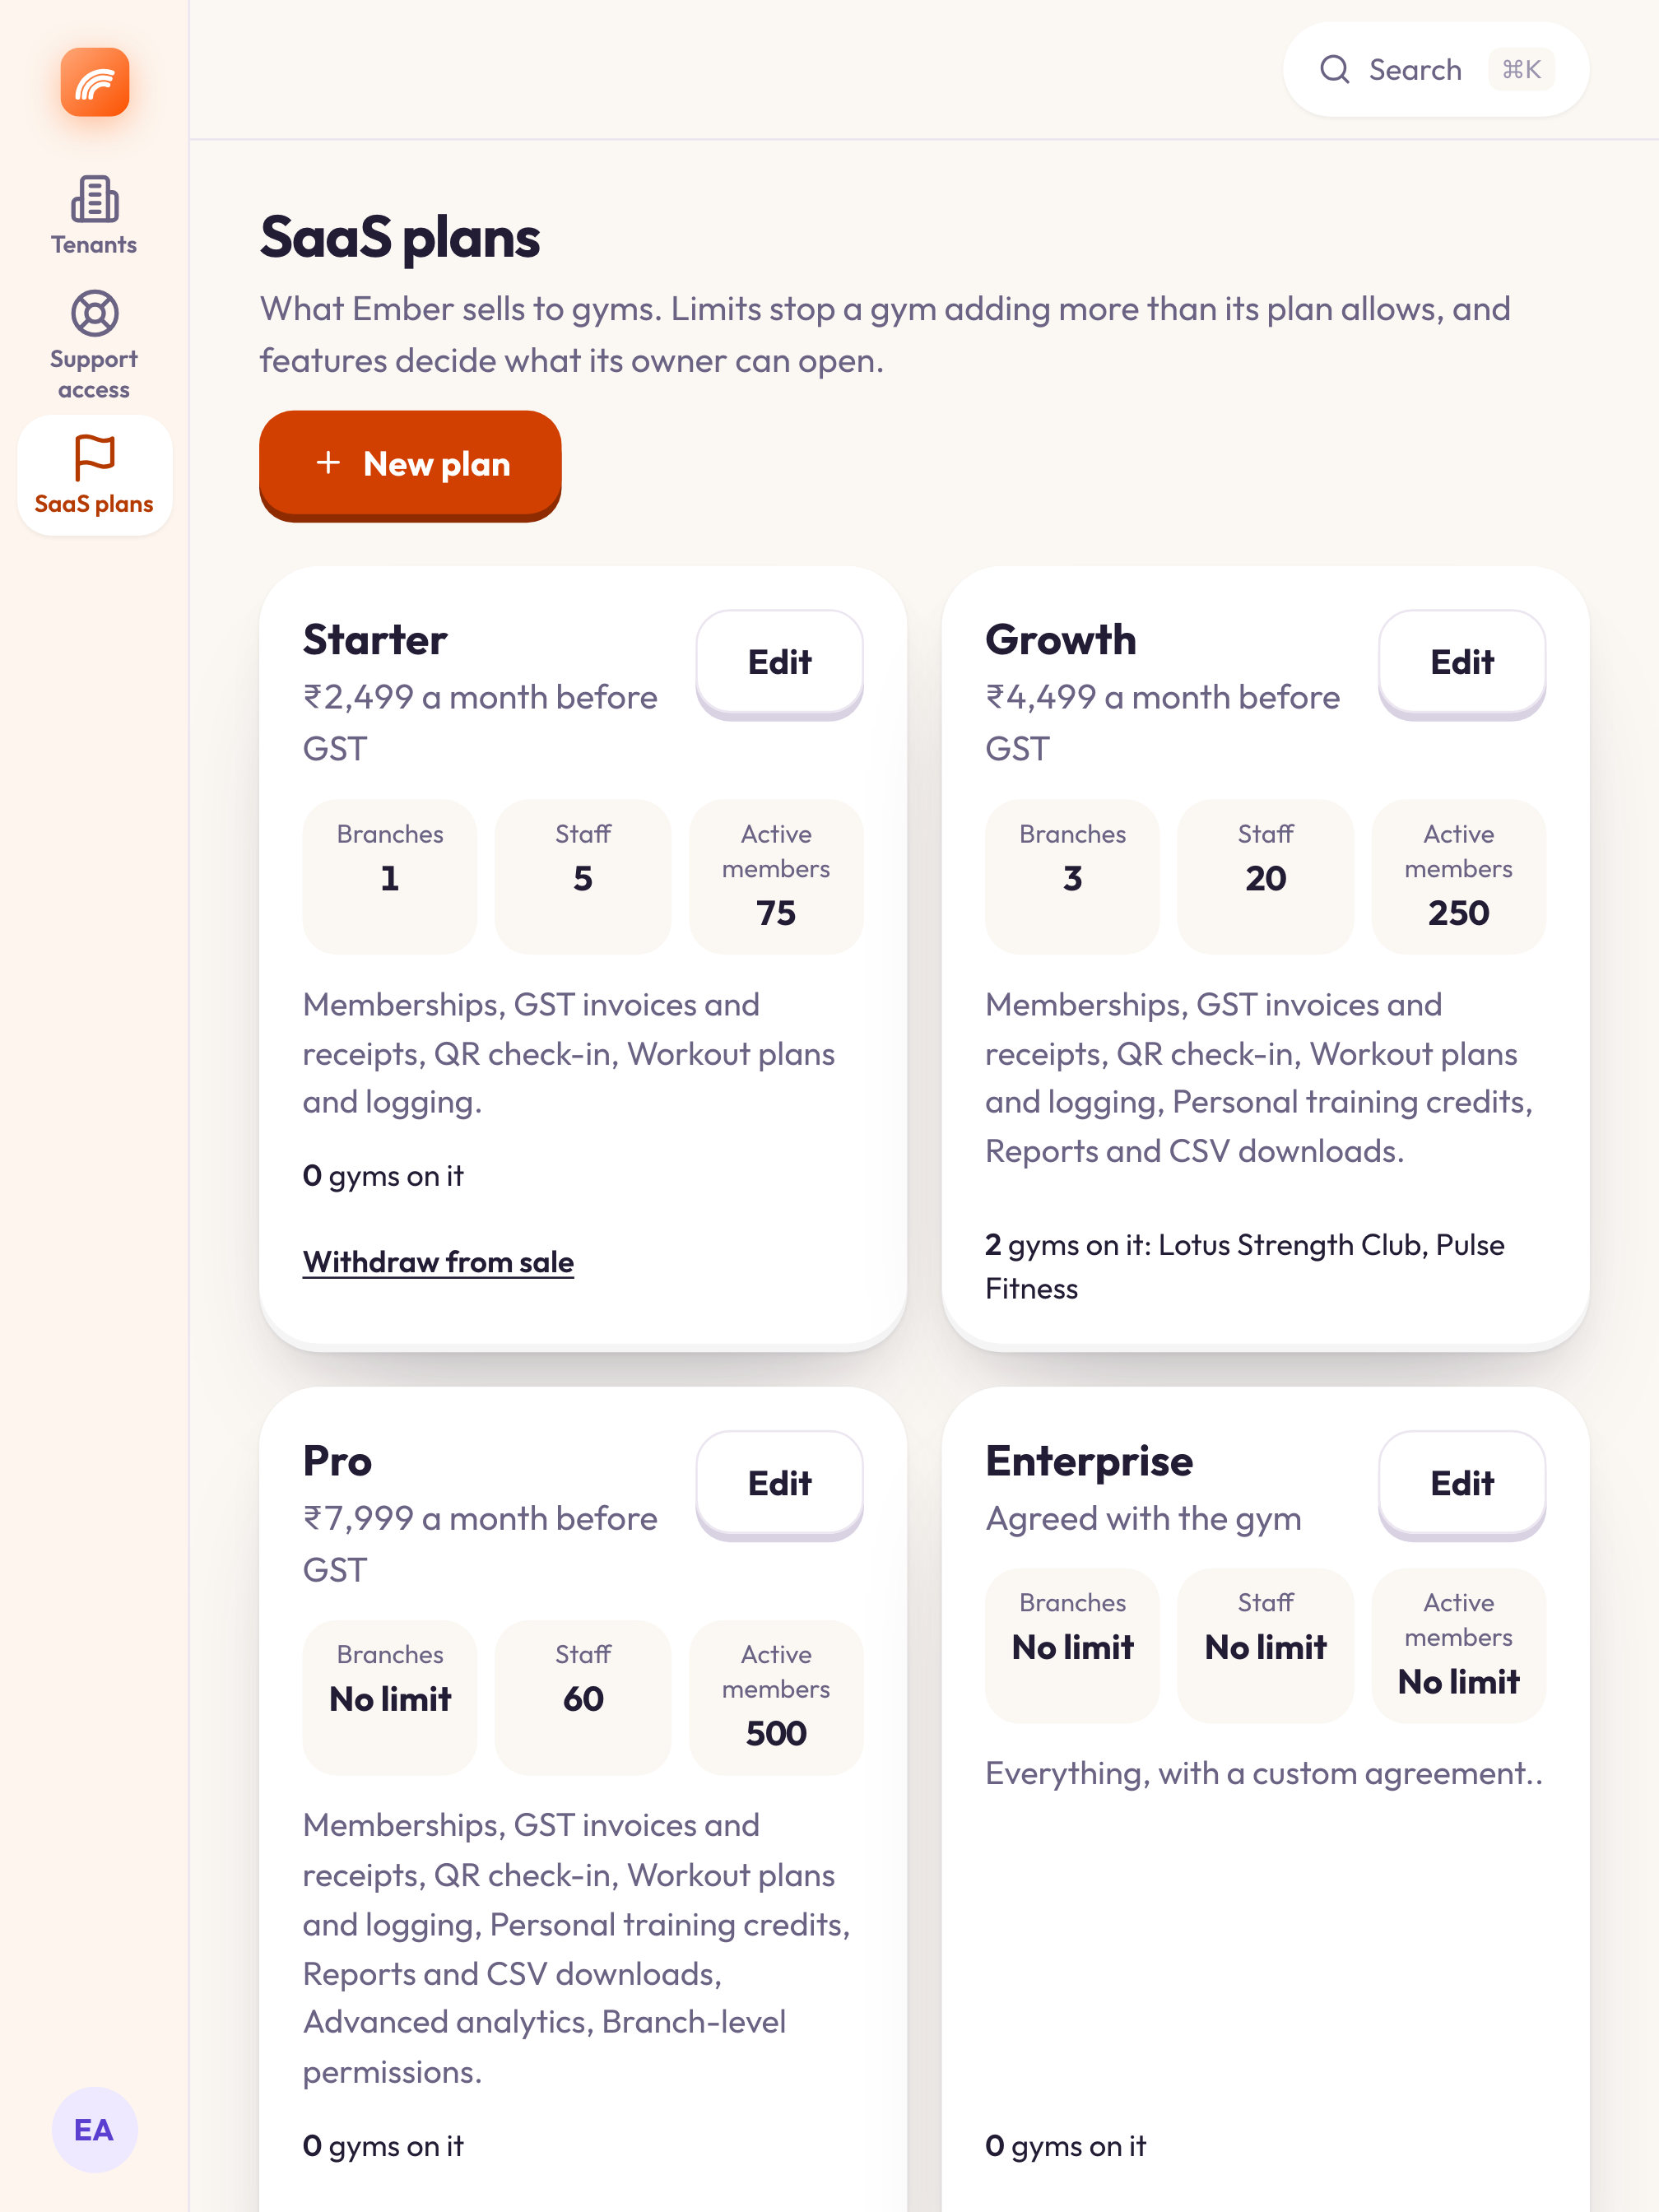 Search ⌘K
Tenants
Support
access
SaaS plans
EA
SaaS plans
What Ember sells to gyms. Limits stop a gym adding more than its plan allows, and
features decide what its owner can open.
+ New plan
Starter
Edit
₹2,499 a month before
GST
Branches
1
Staff
5
Active
members
75
Memberships, GST invoices and
receipts, QR check-in, Workout plans
and logging.
0 gyms on it
Withdraw from sale
Growth
Edit
₹4,499 a month before
GST
Branches
3
Staff
20
Active
members
250
Memberships, GST invoices and
receipts, QR check-in, Workout plans
and logging, Personal training credits,
Reports and CSV downloads.
2 gyms on it: Lotus Strength Club, Pulse
Fitness
Pro
Edit
₹7,999 a month before
GST
Branches
No limit
Staff
60
Active
members
500
Memberships, GST invoices and
receipts, QR check-in, Workout plans
and logging, Personal training credits,
Reports and CSV downloads,
Advanced analytics, Branch-level
permissions.
0 gyms on it
Enterprise
Edit
Agreed with the gym
Branches
No limit
Staff
No limit
Active
members
No limit
Everything, with a custom agreement..
0 gyms on it